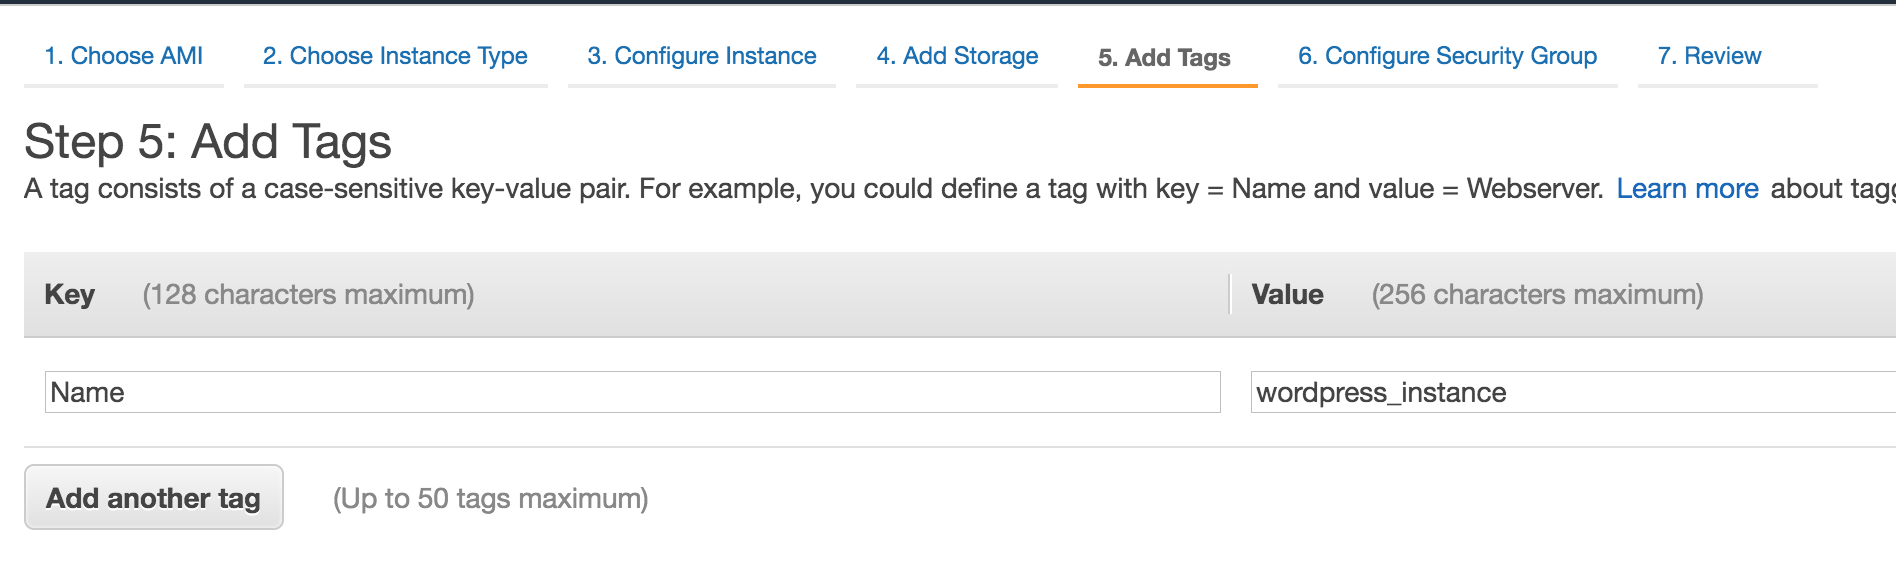 1. Choose AMI 2. Choose Instance Type 3. Configure Instance 4. Add Storage 5. Add Tags 6. Configure Security Group 7. Review
Step 5: Add Tags
A tag consists of a case-sensitive key-value pair. For example, you could define a tag with key = Name and value = Webserver. Learn more about
Key (128 characters maximum) Value (256 characters maximum)
Name wordpress_instance
Add another tag (Up to 50 tags maximum)